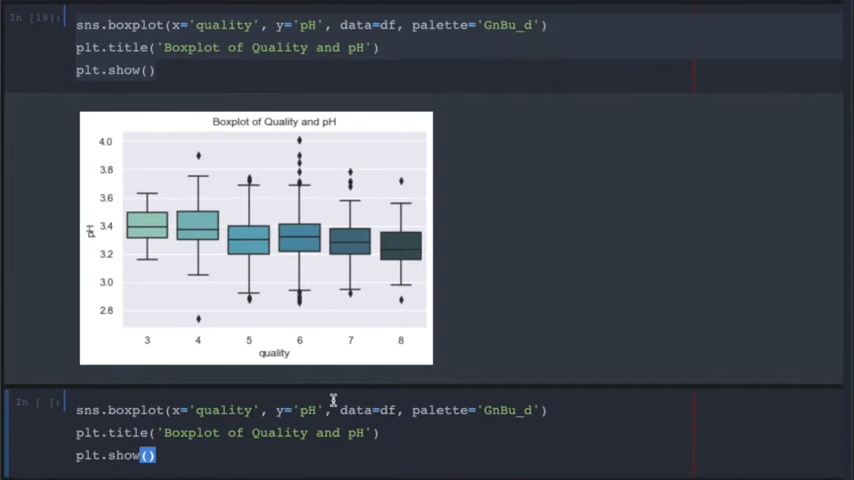 In [19]:
sns.boxplot(x='quality', y='pH', data=df, palette='GnBu_d')
plt.title('Boxplot of Quality and pH')
plt.show()
Boxplot of Quality and pH
4.0
3.8
3.6
3.4
3.2
3.0
2.8
pH
3 4 5 6 7 8
quality
In [ ]:
sns.boxplot(x='quality', y='pH', data=df, palette='GnBu_d')
plt.title('Boxplot of Quality and pH')
plt.show()